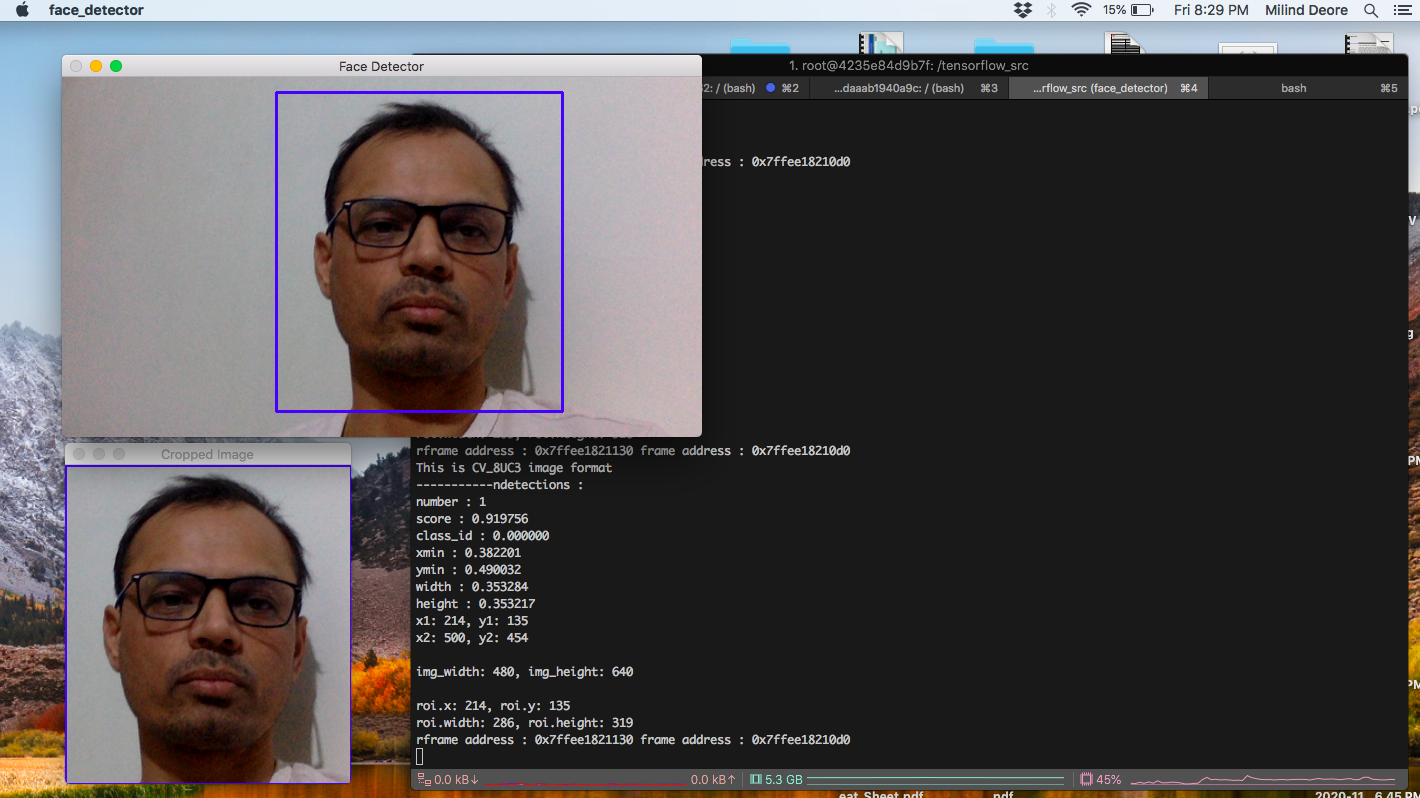 face_detector
15%
Fri 8:29 PM
Milind Deore
Face Detector
1. root@4235e84d9b7f: /tensorflow_src
: / (bash)
⌘2
...daaab1940a9c: / (bash)
⌘3
...rflow_src (face_detector)
⌘4
bash
⌘5
ress : 0x7ffee18210d0
rframe address : 0x7ffee1821130 frame address : 0x7ffee18210d0
This is CV_8UC3 image format
-----------ndetections :
number : 1
score : 0.919756
class_id : 0.000000
xmin : 0.382201
ymin : 0.490032
width : 0.353284
height : 0.353217
x1: 214, y1: 135
x2: 500, y2: 454
img_width: 480, img_height: 640
roi.x: 214, roi.y: 135
roi.width: 286, roi.height: 319
rframe address : 0x7ffee1821130 frame address : 0x7ffee18210d0
Cropped Image
0.0 kB↓
0.0 kB↑
5.3 GB
45%
eat Sheet.pdf
.pdf
2020-11...6.45 PM